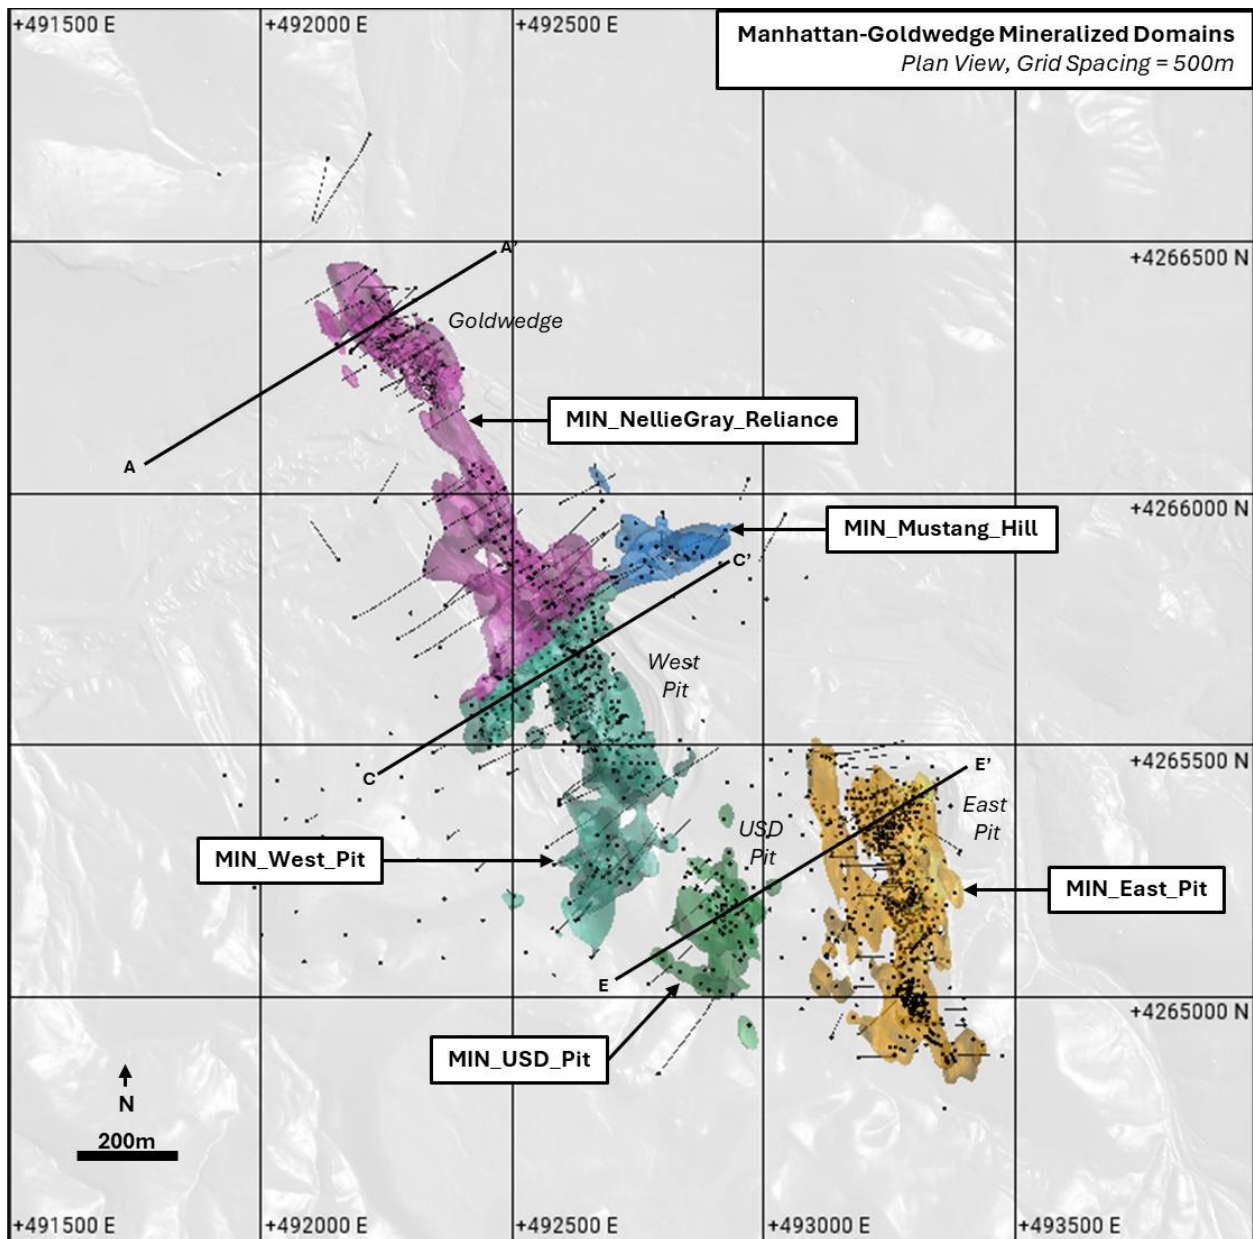 +491500 E
+492000 E
+492500 E
Manhattan-Goldwedge Mineralized Domains
Plan View, Grid Spacing = 500m
A'
+4266500 N
Goldwedge
MIN_NellieGray_Reliance
A
+4266000 N
MIN_Mustang_Hill
C'
West
Pit
C
+4265500 N
E'
East
Pit
USD
Pit
MIN_West_Pit
MIN_East_Pit
E
+4265000 N
MIN_USD_Pit
N
200m
+491500 E
+492000 E
+492500 E
+493000 E
+493500 E